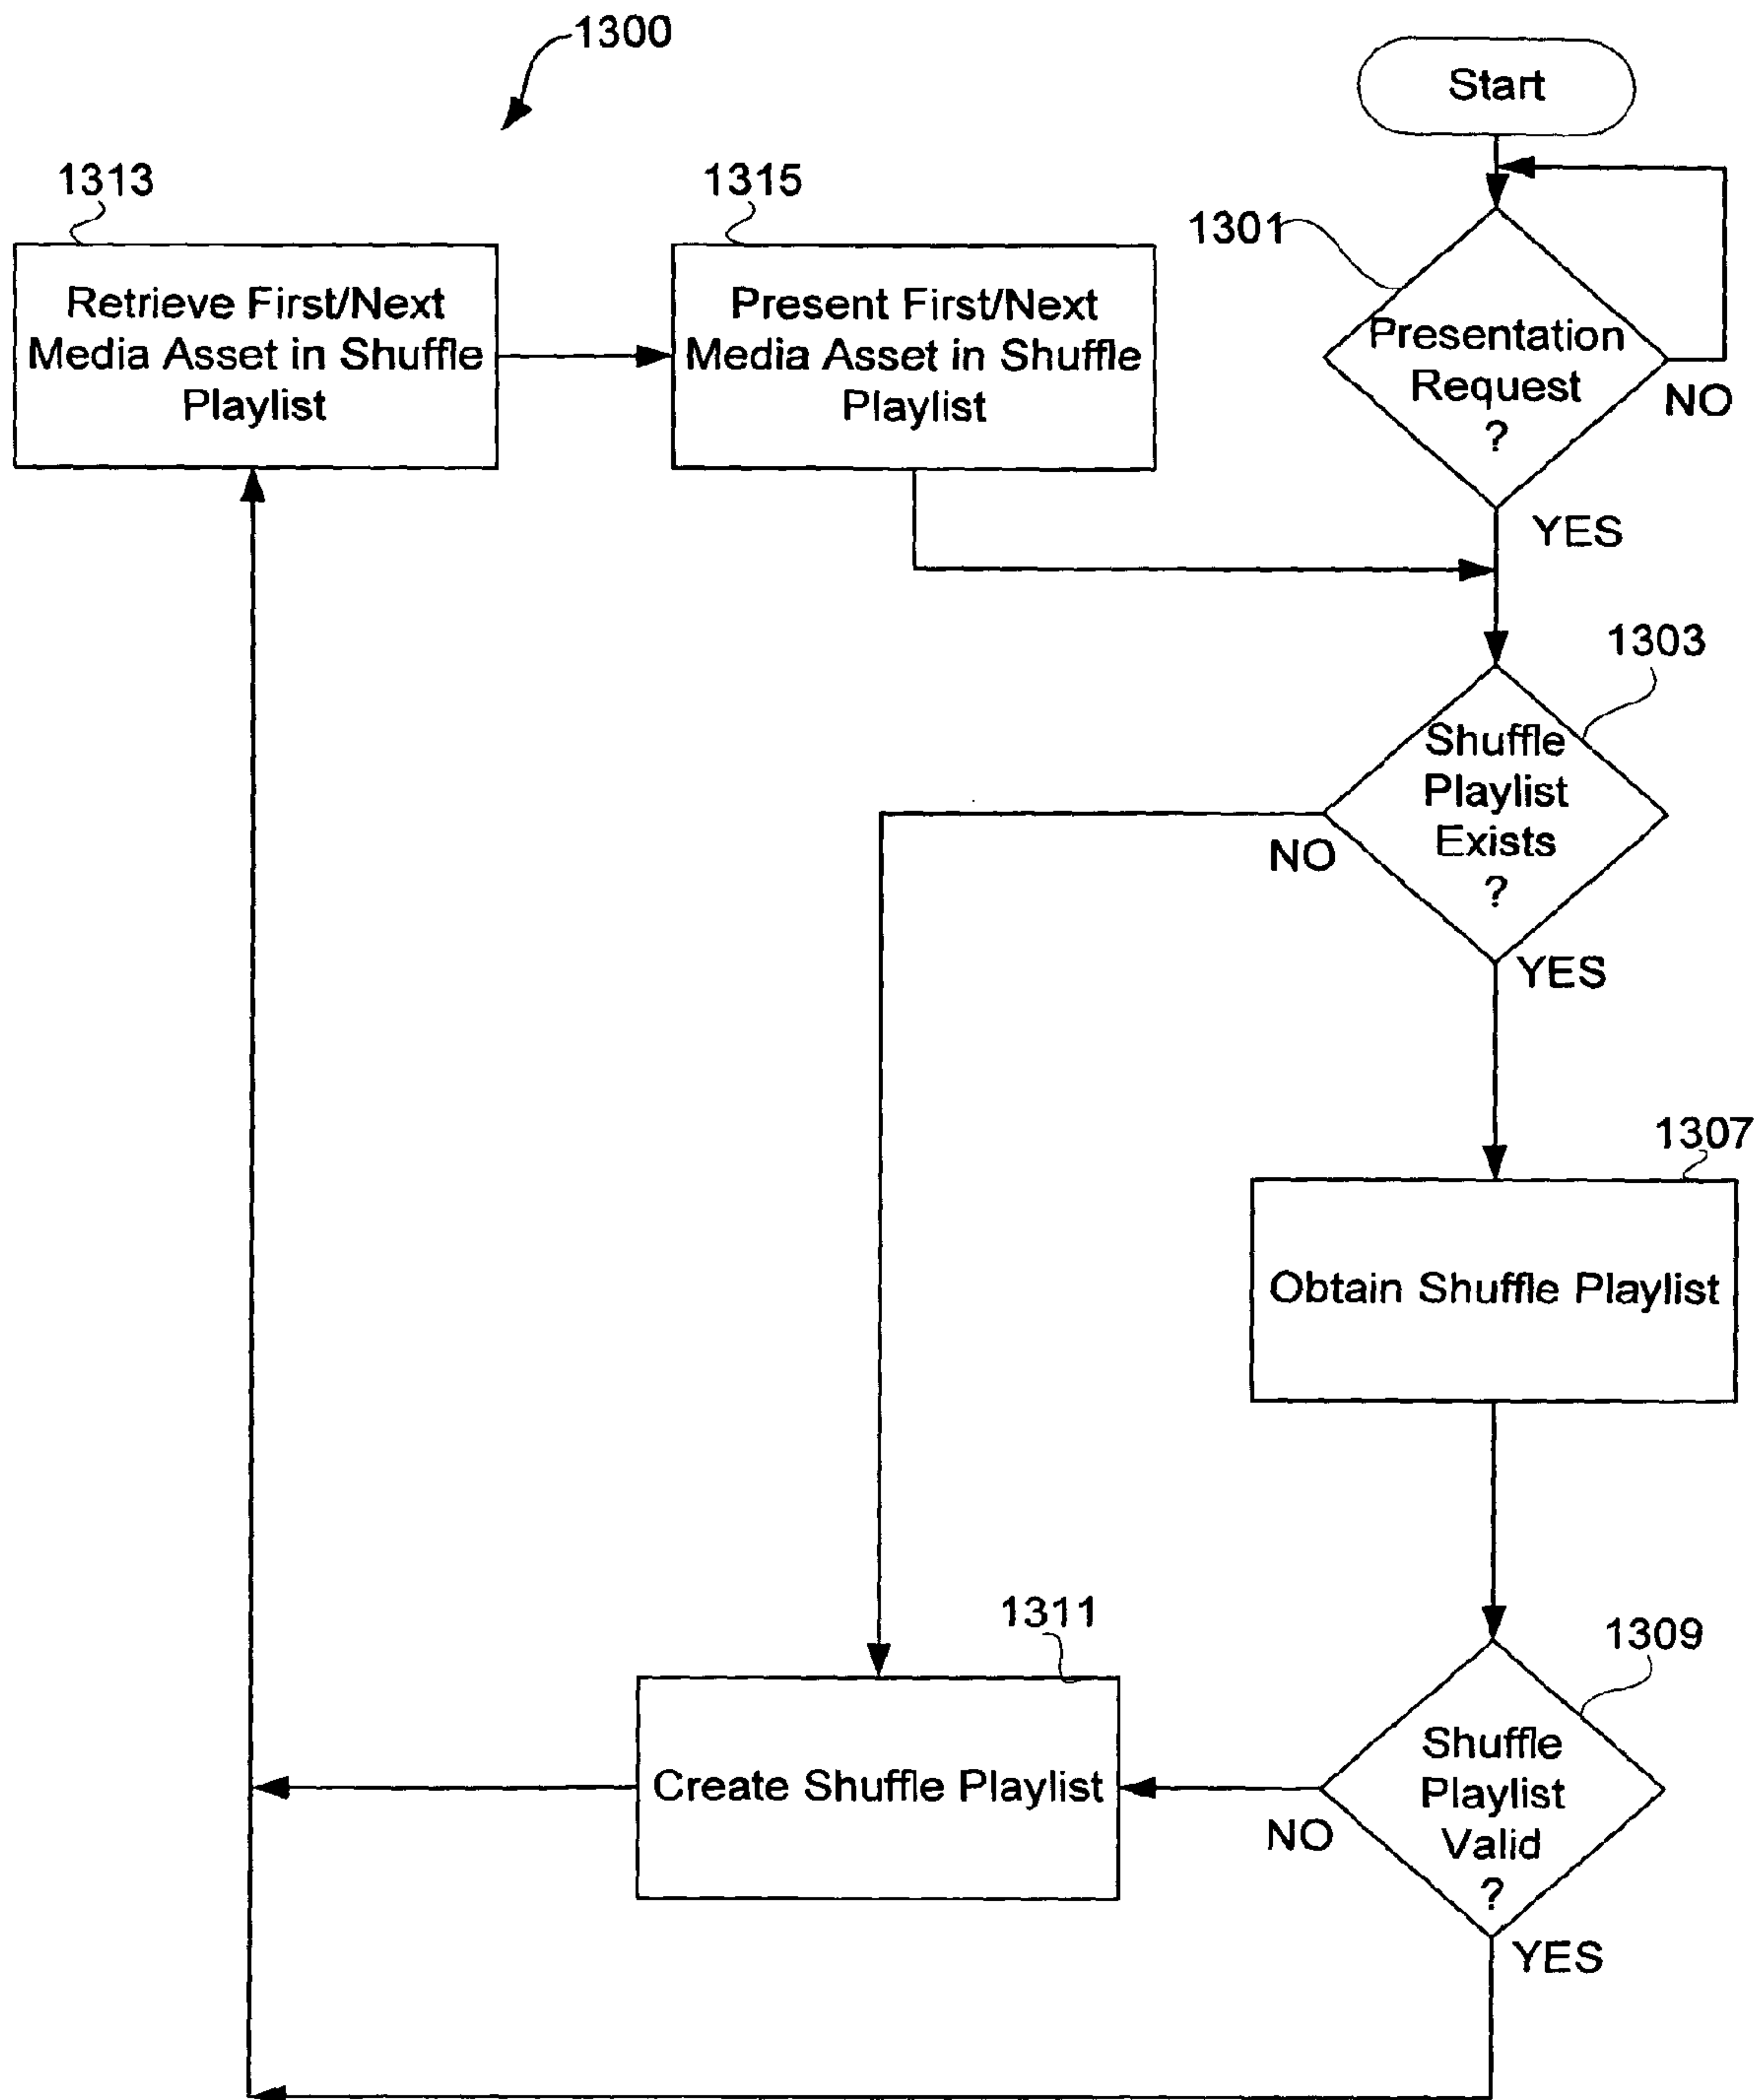 1300
Start
1313
1315
1301
Retrieve First/Next
Media Asset in Shuffle
Playlist
Present First/Next
Media Asset in Shuffle
Playlist
Presentation
Request
?
NO
YES
1303
Shuffle
Playlist
Exists
?
NO
YES
1307
Obtain Shuffle Playlist
1311
1309
Create Shuffle Playlist
Shuffle
Playlist
Valid
?
NO
YES